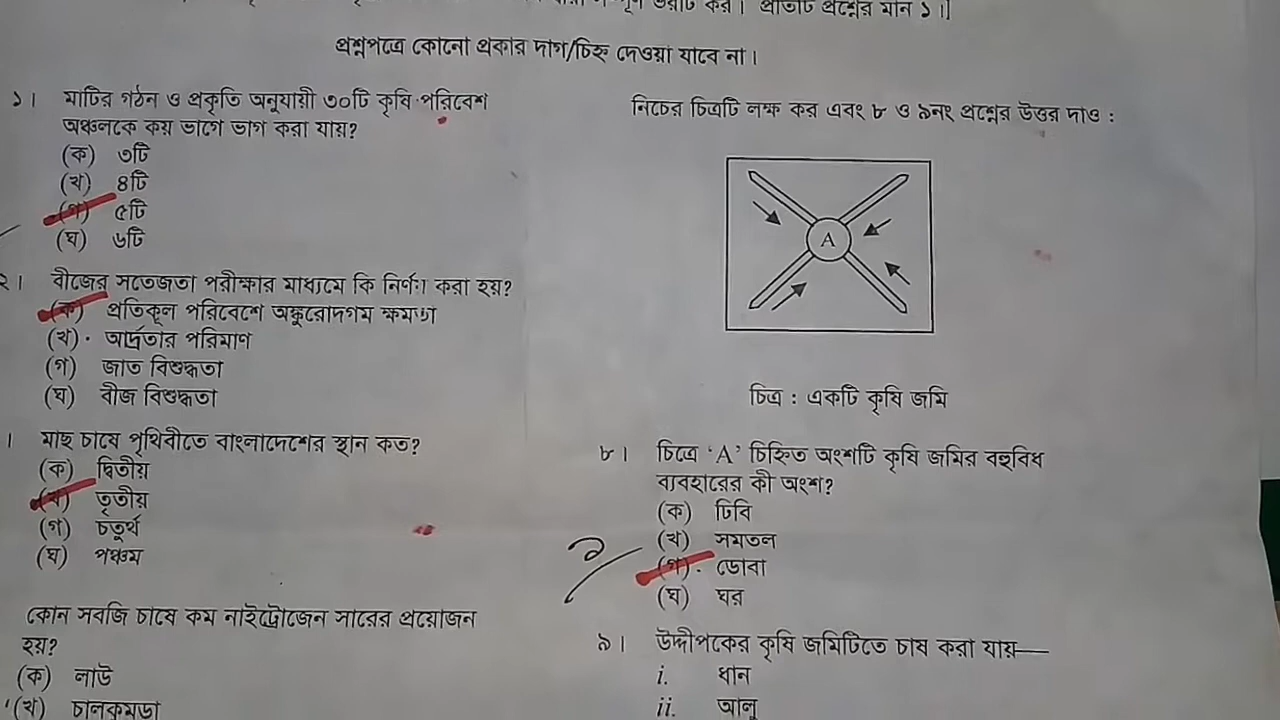 প্রতিটি প্রশ্নের মান ১।]
প্রশ্নপত্রে কোনো প্রকার দাগ/চিহ্ন দেওয়া যাবে না।
১। মাটির গঠন ও প্রকৃতি অনুযায়ী ৩০টি কৃষি পরিবেশ
অঞ্চলকে কয় ভাগে ভাগ করা যায়?
(ক) ৩টি
(খ) ৪টি
(গ) ৫টি
(ঘ) ৬টি
২। বীজের সতেজতা পরীক্ষার মাধ্যমে কি নির্ণয় করা হয়?
(ক) প্রতিকূল পরিবেশে অঙ্কুরোদগম ক্ষমতা
(খ) আর্দ্রতার পরিমাণ
(গ) জাত বিশুদ্ধতা
(ঘ) বীজ বিশুদ্ধতা
। মাছ চাষে পৃথিবীতে বাংলাদেশের স্থান কত?
(ক) দ্বিতীয়
(খ) তৃতীয়
(গ) চতুর্থ
(ঘ) পঞ্চম
কোন সবজি চাষে কম নাইট্রোজেন সারের প্রয়োজন
হয়?
(ক) লাউ
(খ) চালকুমড়া
নিচের চিত্রটি লক্ষ কর এবং ৮ ও ৯নং প্রশ্নের উত্তর দাও :
A
চিত্র : একটি কৃষি জমি
৮। চিত্রে ‘A’ চিহ্নিত অংশটি কৃষি জমির বহুবিধ
ব্যবহারের কী অংশ?
(ক) ঢিবি
(খ) সমতল
(গ) ডোবা
(ঘ) ঘর
৯। উদ্দীপকের কৃষি জমিটিতে চাষ করা যায়—
i. ধান
ii. আলু